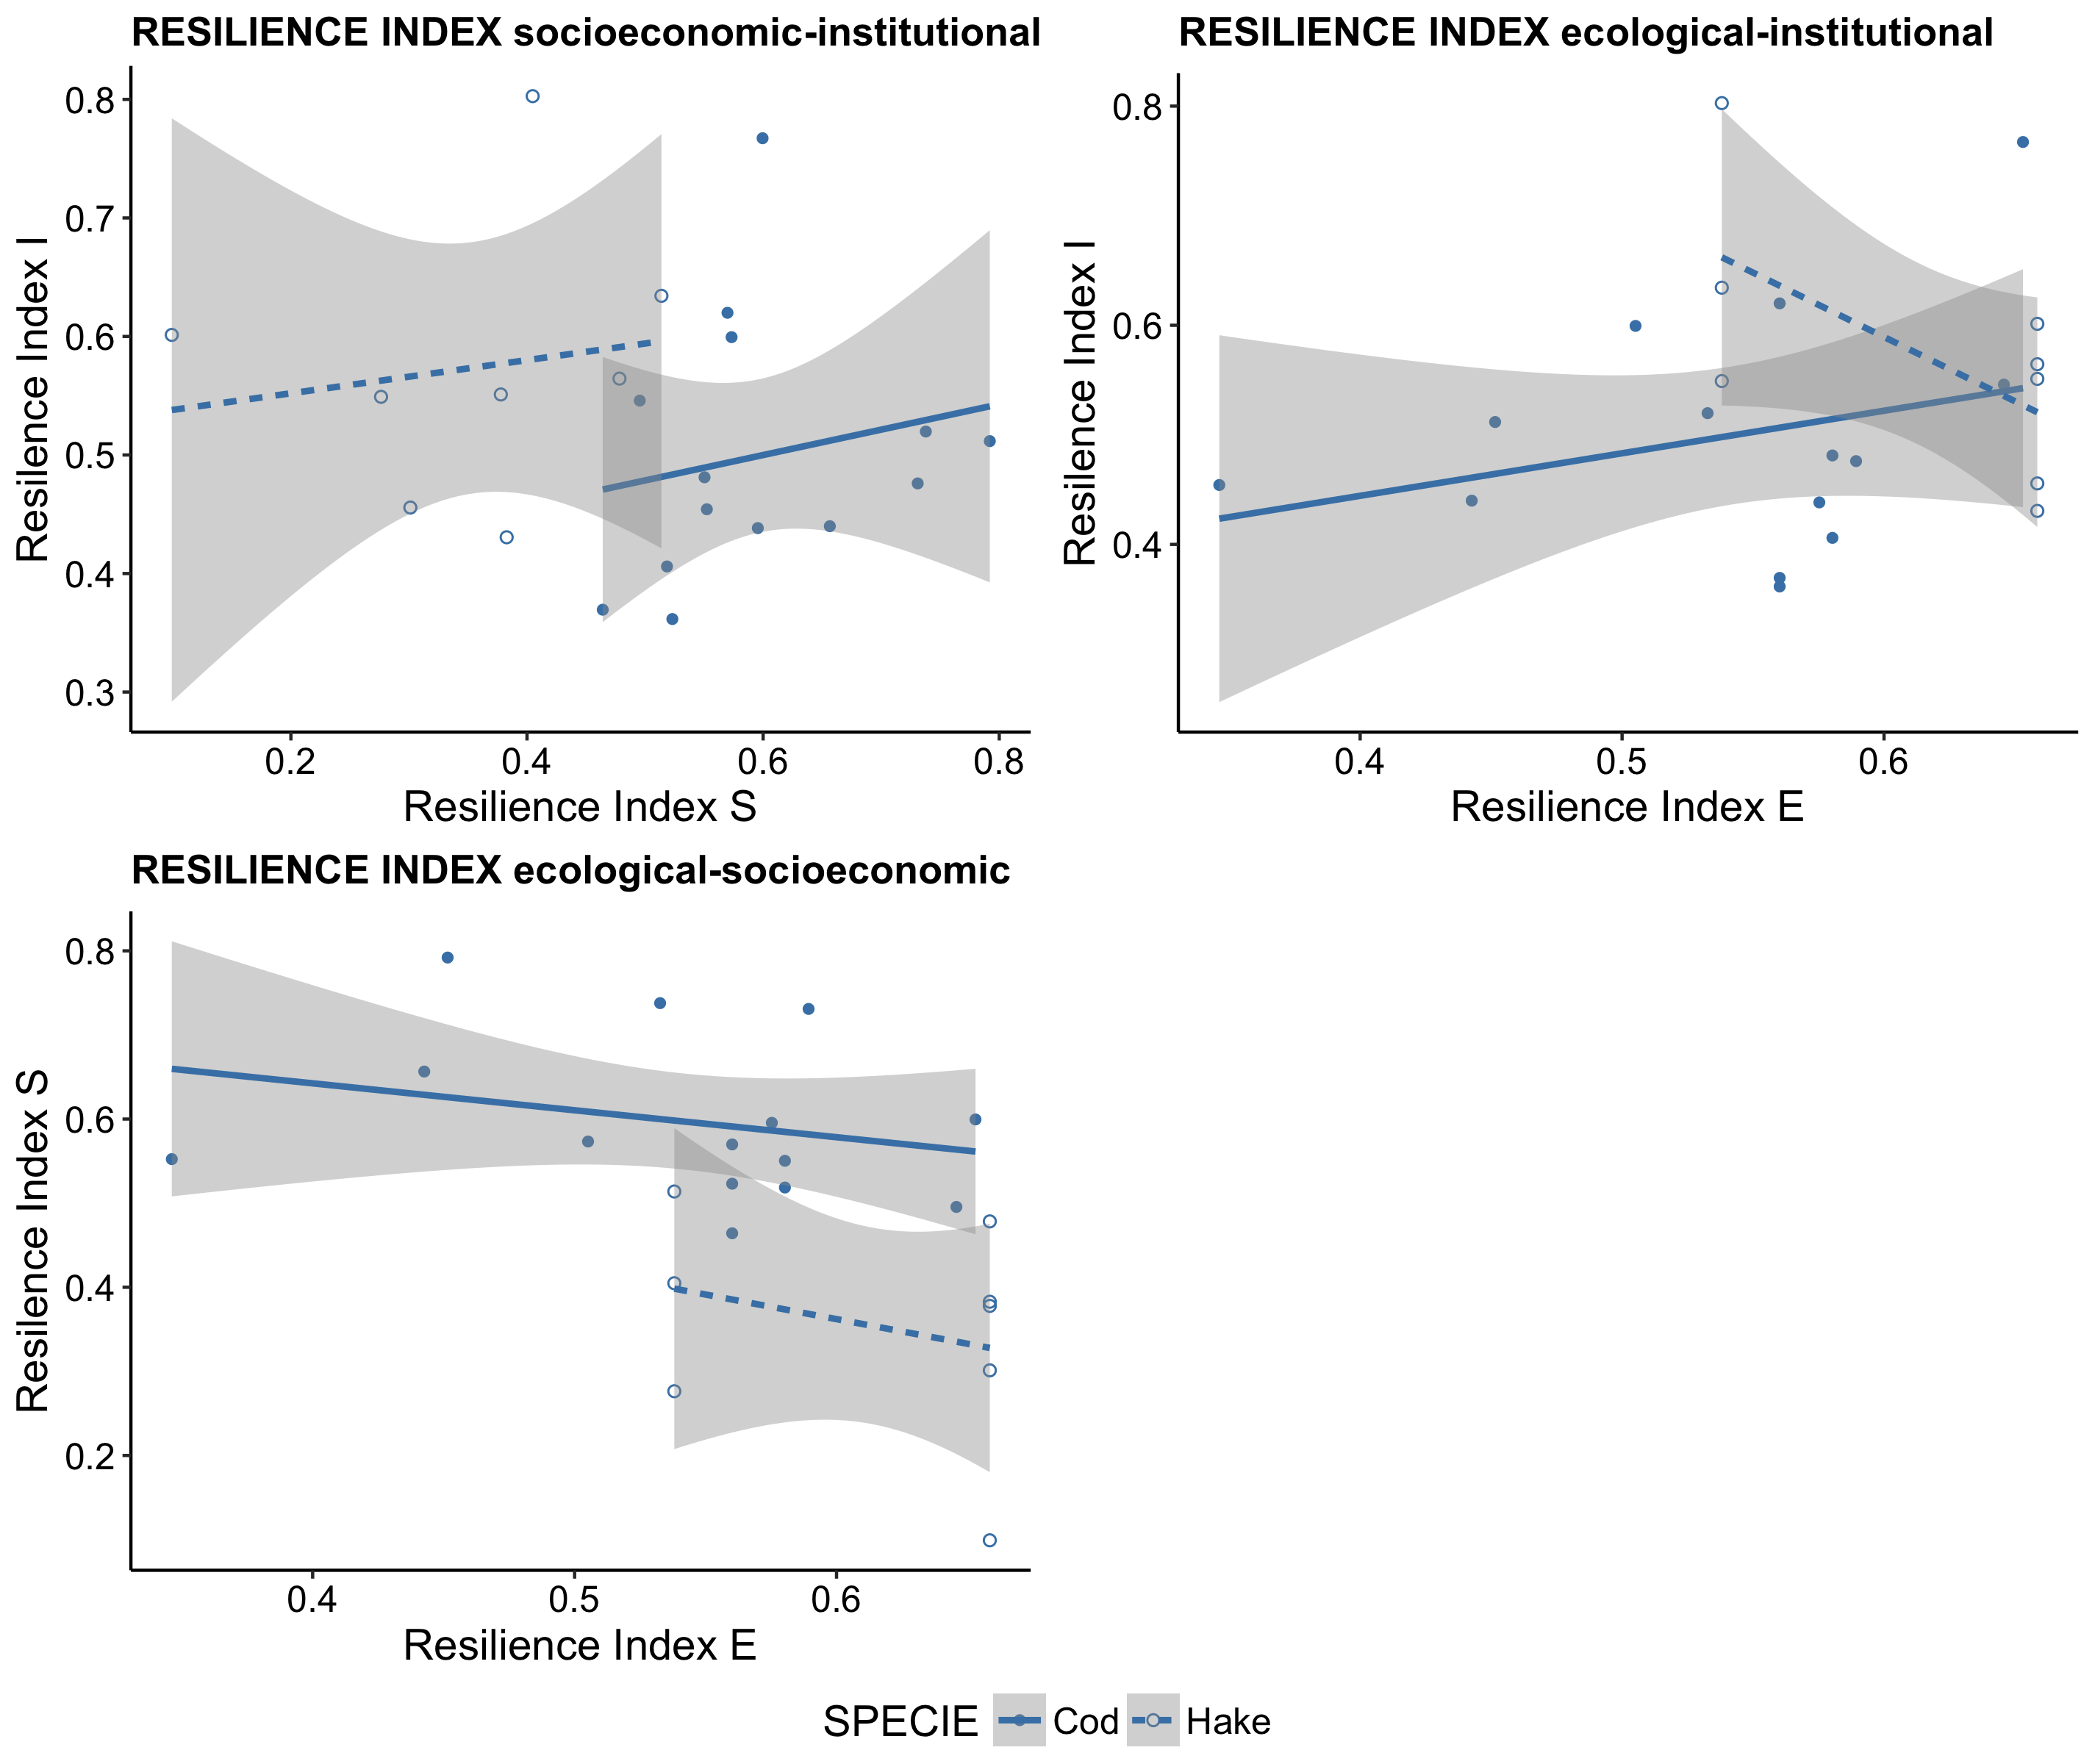 RESILIENCE INDEX socioeconomic-institutional
0.8
0.7
0.6
0.5
0.4
0.3
Resilience Index I
0.2
0.4
0.6
0.8
Resilience Index S
RESILIENCE INDEX ecological-institutional
0.8
0.6
0.4
Resilience Index I
0.4
0.5
0.6
Resilience Index E
RESILIENCE INDEX ecological-socioeconomic
0.8
0.6
0.4
0.2
Resilience Index S
0.4
0.5
0.6
Resilience Index E
SPECIE Cod Hake